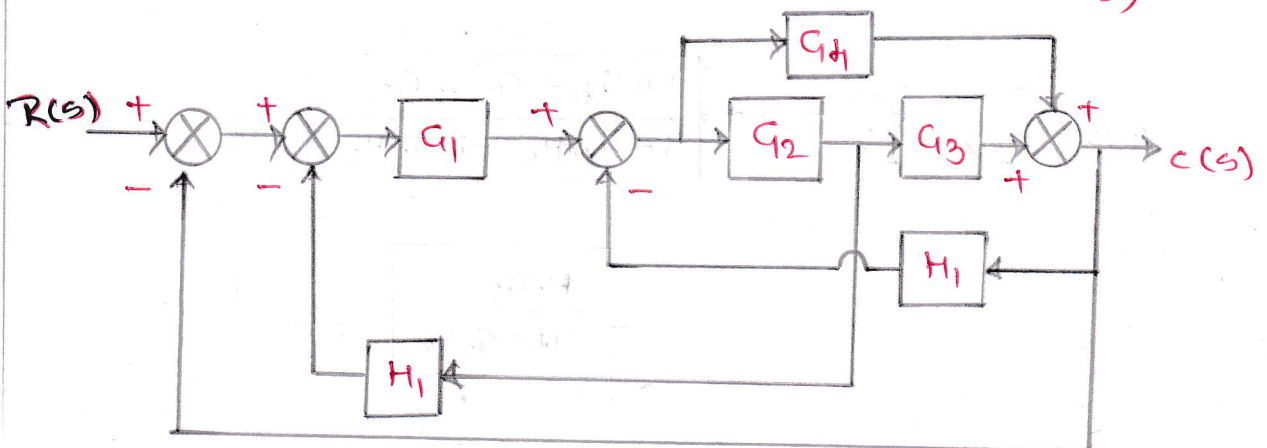 )
G4
R(s) + + G1 + G2 G3 + C(s)
- - - +
H1
H1